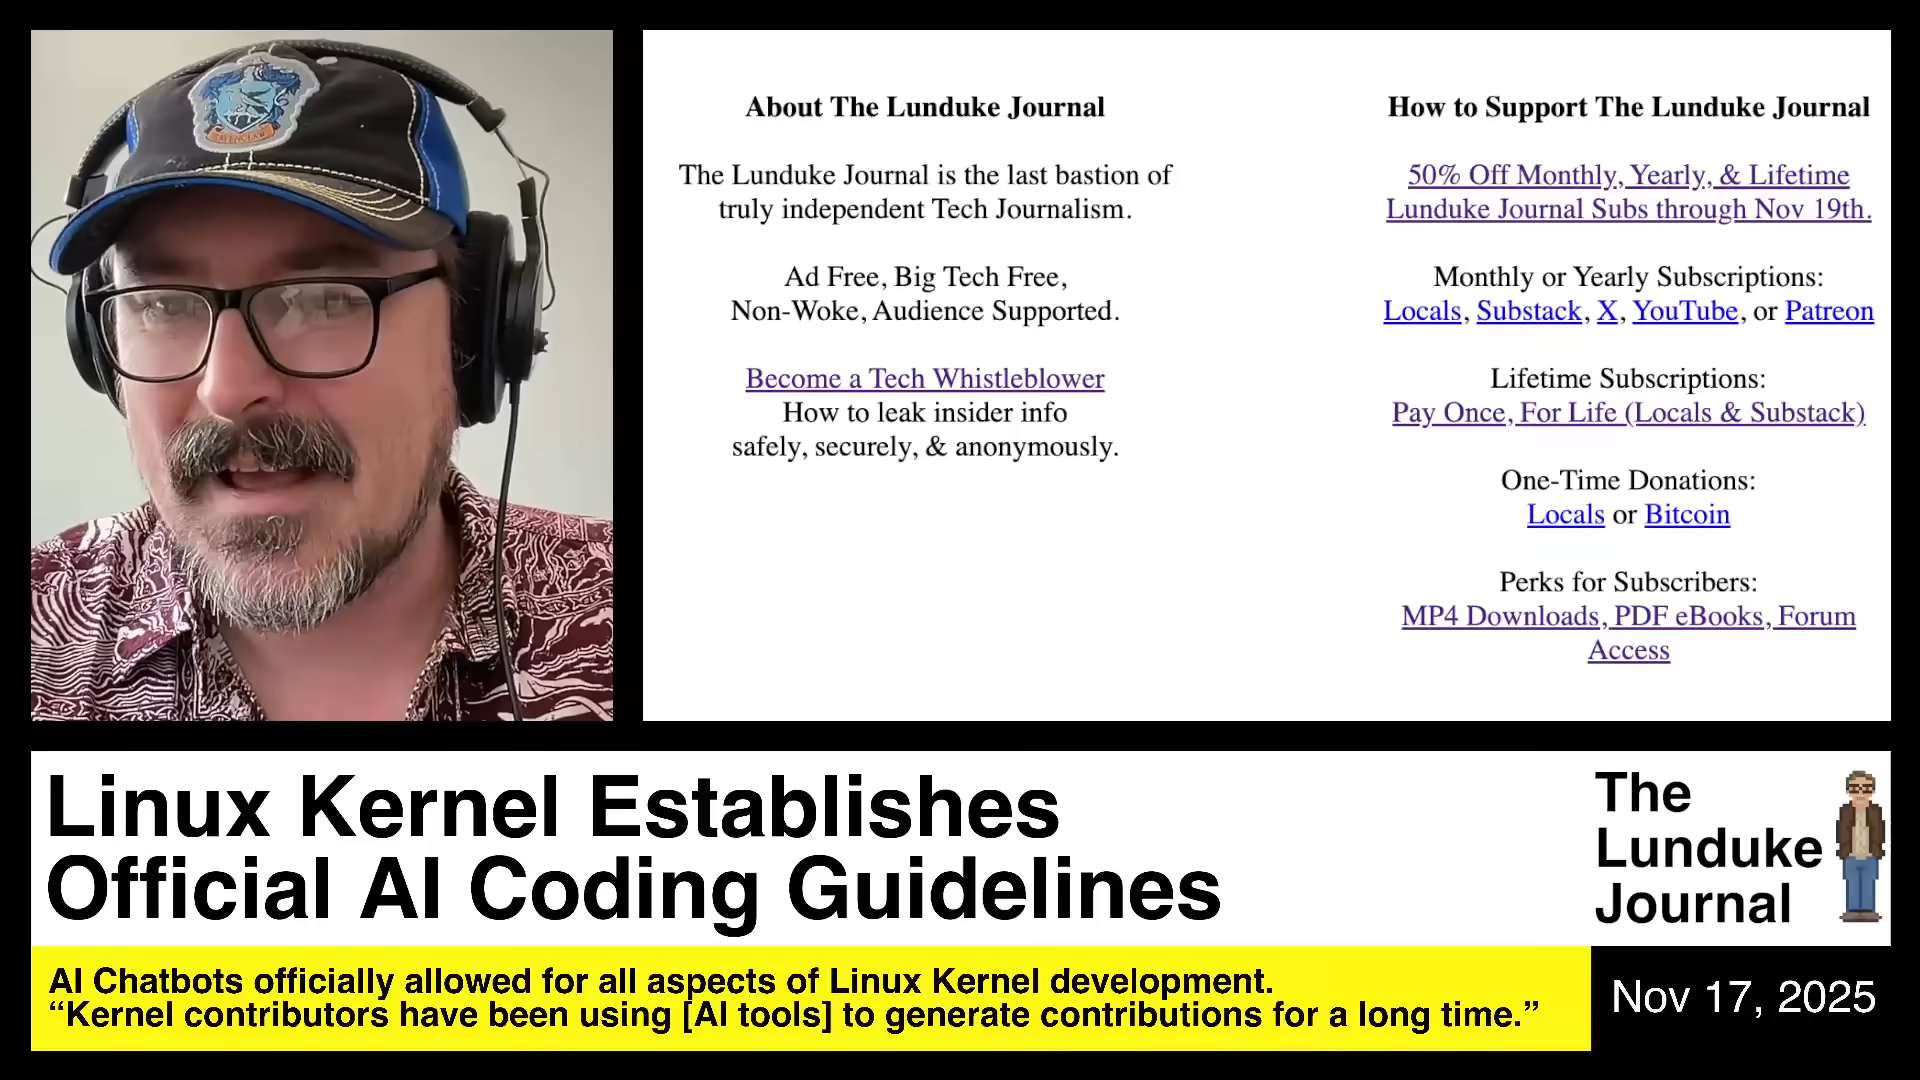 RAVENCLAW
About The Lunduke Journal
The Lunduke Journal is the last bastion of
truly independent Tech Journalism.
Ad Free, Big Tech Free,
Non-Woke, Audience Supported.
Become a Tech Whistleblower
How to leak insider info
safely, securely, & anonymously.
How to Support The Lunduke Journal
50% Off Monthly, Yearly, & Lifetime
Lunduke Journal Subs through Nov 19th.
Monthly or Yearly Subscriptions:
Locals, Substack, X, YouTube, or Patreon
Lifetime Subscriptions:
Pay Once, For Life (Locals & Substack)
One-Time Donations:
Locals or Bitcoin
Perks for Subscribers:
MP4 Downloads, PDF eBooks, Forum
Access
Linux Kernel Establishes
Official AI Coding Guidelines
The
Lunduke
Journal
AI Chatbots officially allowed for all aspects of Linux Kernel development.
“Kernel contributors have been using [AI tools] to generate contributions for a long time.”
Nov 17, 2025